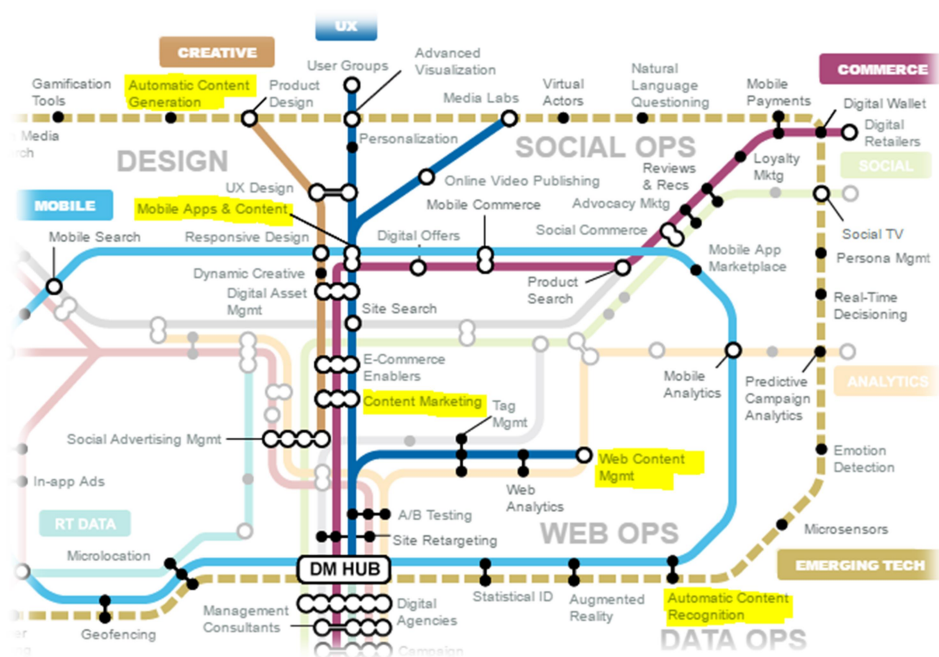 UX
CREATIVE
User Groups
Advanced
Visualization
COMMERCE
Gamification
Tools
Automatic Content
Generation
Product
Design
Media Labs
Virtual
Actors
Natural
Language
Questioning
Mobile
Payments
Digital Wallet
Digital
Retailers
Media
Personalization
DESIGN
SOCIAL OPS
Reviews
& Recs
Loyalty
Mktg
SOCIAL
UX Design
Online Video Publishing
MOBILE
Mobile Apps & Content
Mobile Commerce
Advocacy Mktg
Mobile Search
Responsive Design
Digital Offers
Social Commerce
Social TV
Mobile App
Marketplace
Persona Mgmt
Dynamic Creative
Digital Asset
Mgmt
Site Search
Product
Search
Real-Time
Decisioning
E-Commerce
Enablers
Mobile
Analytics
Predictive
Campaign
Analytics
ANALYTICS
Content Marketing
Tag
Mgmt
Social Advertising Mgmt
Web Content
Mgmt
Emotion
Detection
In-app Ads
Web
Analytics
RT DATA
A/B Testing
WEB OPS
Microsensors
Site Retargeting
Microlocation
DM HUB
EMERGING TECH
Statistical ID
Augmented
Reality
Automatic Content
Recognition
Management
Consultants
Digital
Agencies
Geofencing
DATA OPS
Campaign